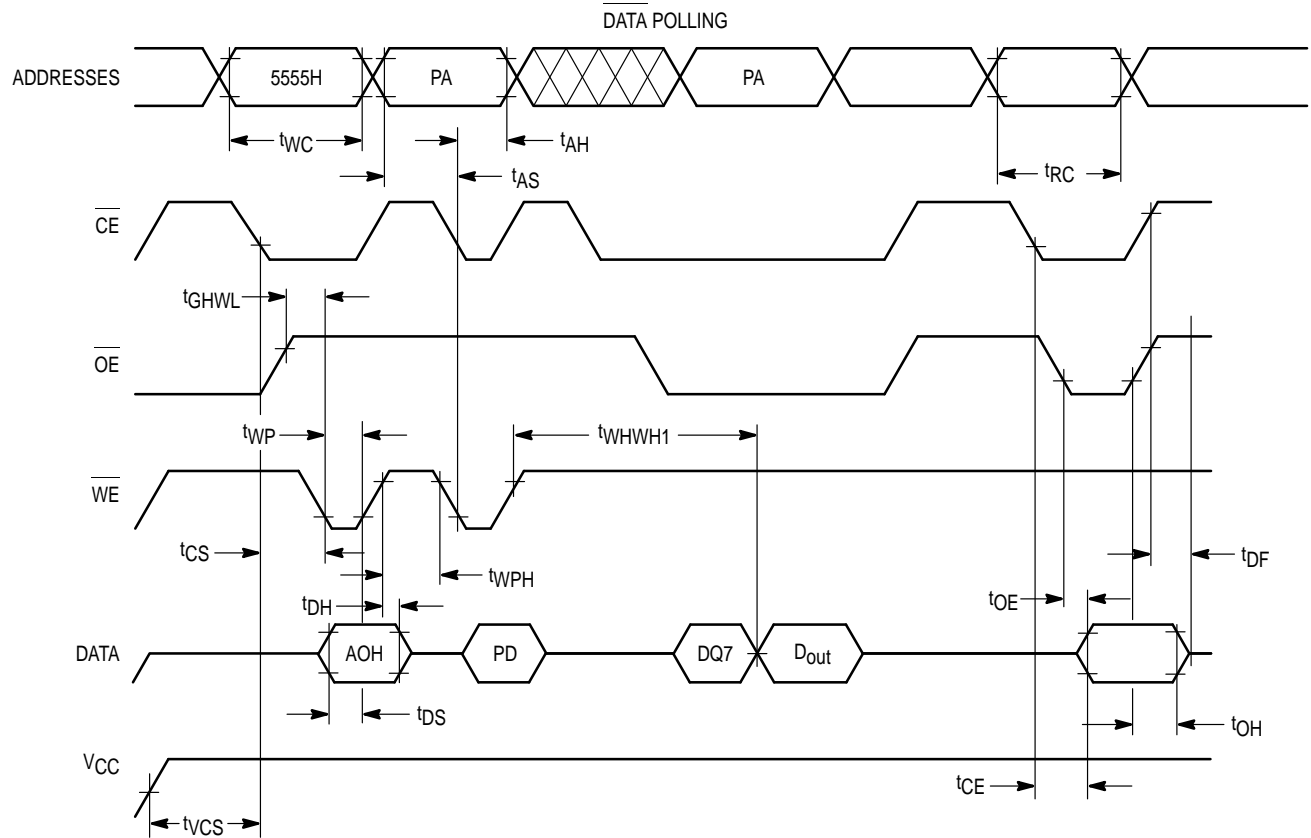 DATA POLLING
ADDRESSES
5555H
PA
PA
tWC
tAH
tAS
tRC
CE
tGHWL
OE
tWP
tWHWH1
WE
tCS
tWPH
tDF
tDH
tOE
DATA
AOH
PD
DQ7
Dout
tDS
tOH
VCC
tCE
tVCS